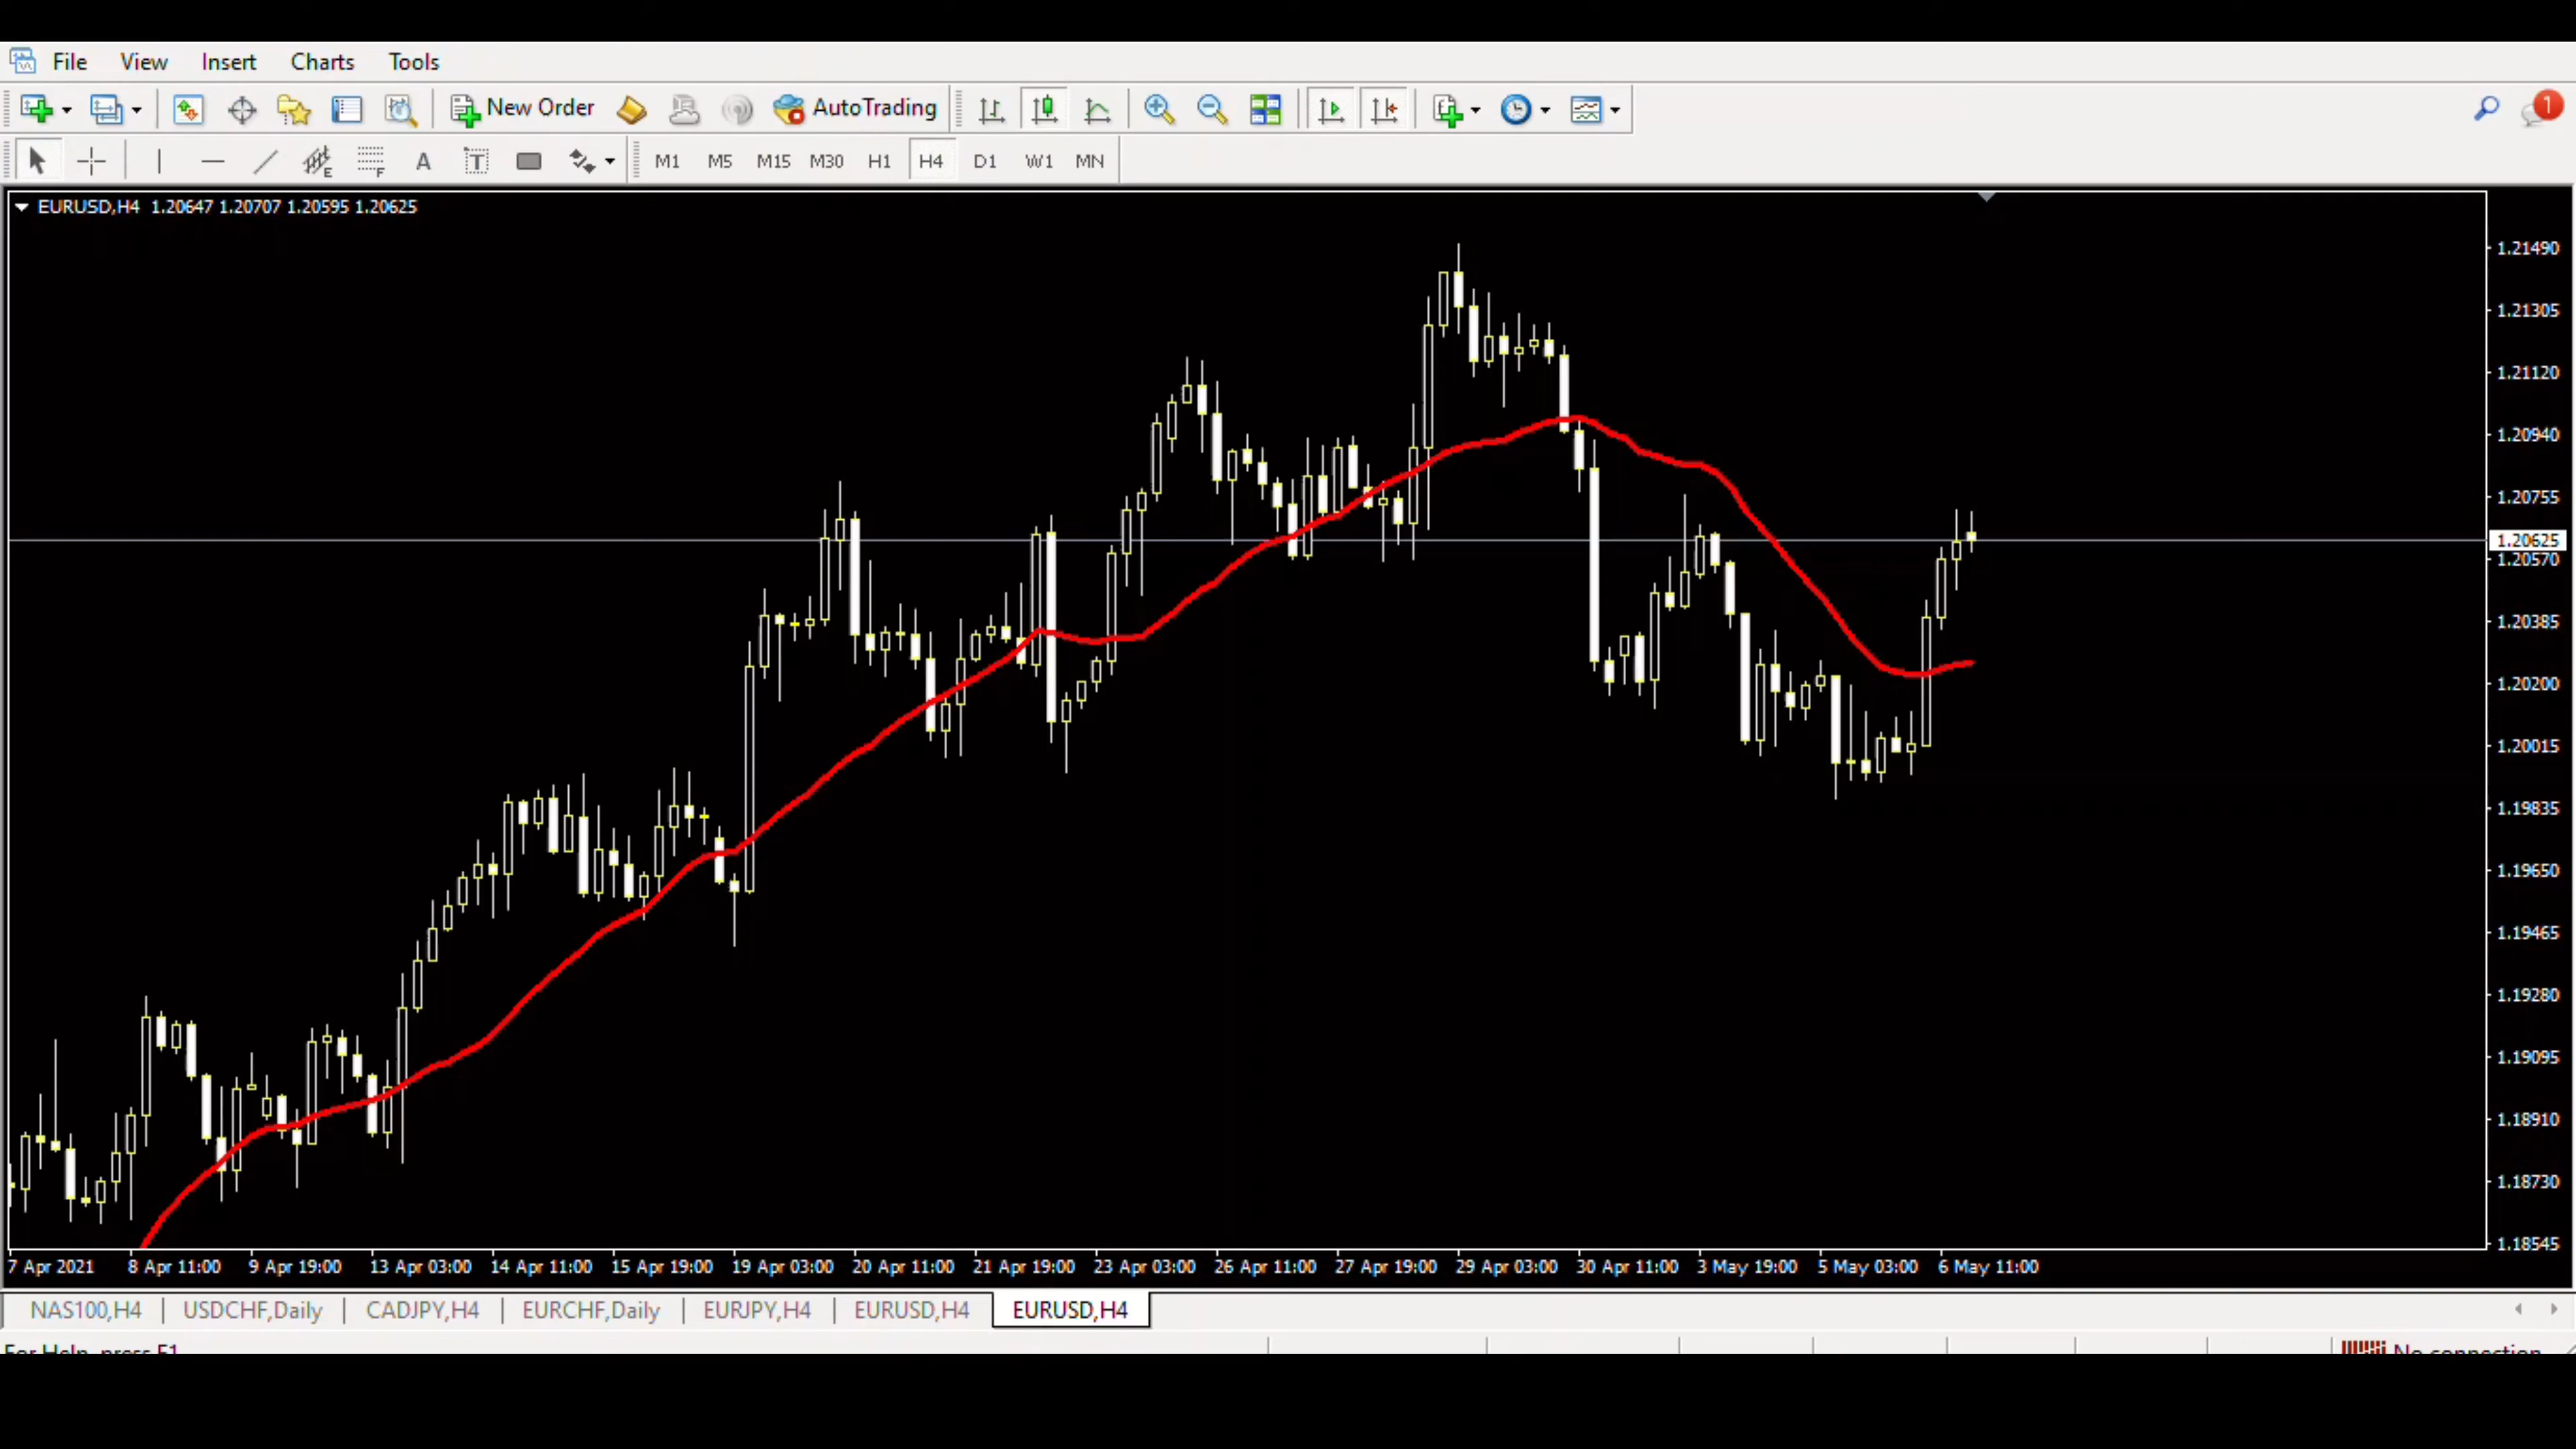 File View Insert Charts Tools
New Order AutoTrading 1
E F A T M1 M5 M15 M30 H1 H4 D1 W1 MN
EURUSD,H4 1.20647 1.20707 1.20595 1.20625
1.21490
1.21305
1.21120
1.20940
1.20755
1.20625
1.20570
1.20385
1.20200
1.20015
1.19835
1.19650
1.19465
1.19280
1.19095
1.18910
1.18730
1.18545
7 Apr 2021 8 Apr 11:00 9 Apr 19:00 13 Apr 03:00 14 Apr 11:00 15 Apr 19:00 19 Apr 03:00 20 Apr 11:00 21 Apr 19:00 23 Apr 03:00 26 Apr 11:00 27 Apr 19:00 29 Apr 03:00 30 Apr 11:00 3 May 19:00 5 May 03:00 6 May 11:00
NAS100,H4 USDCHF,Daily CADJPY,H4 EURCHF,Daily EURJPY,H4 EURUSD,H4 EURUSD,H4
For Help, press F1 No connection